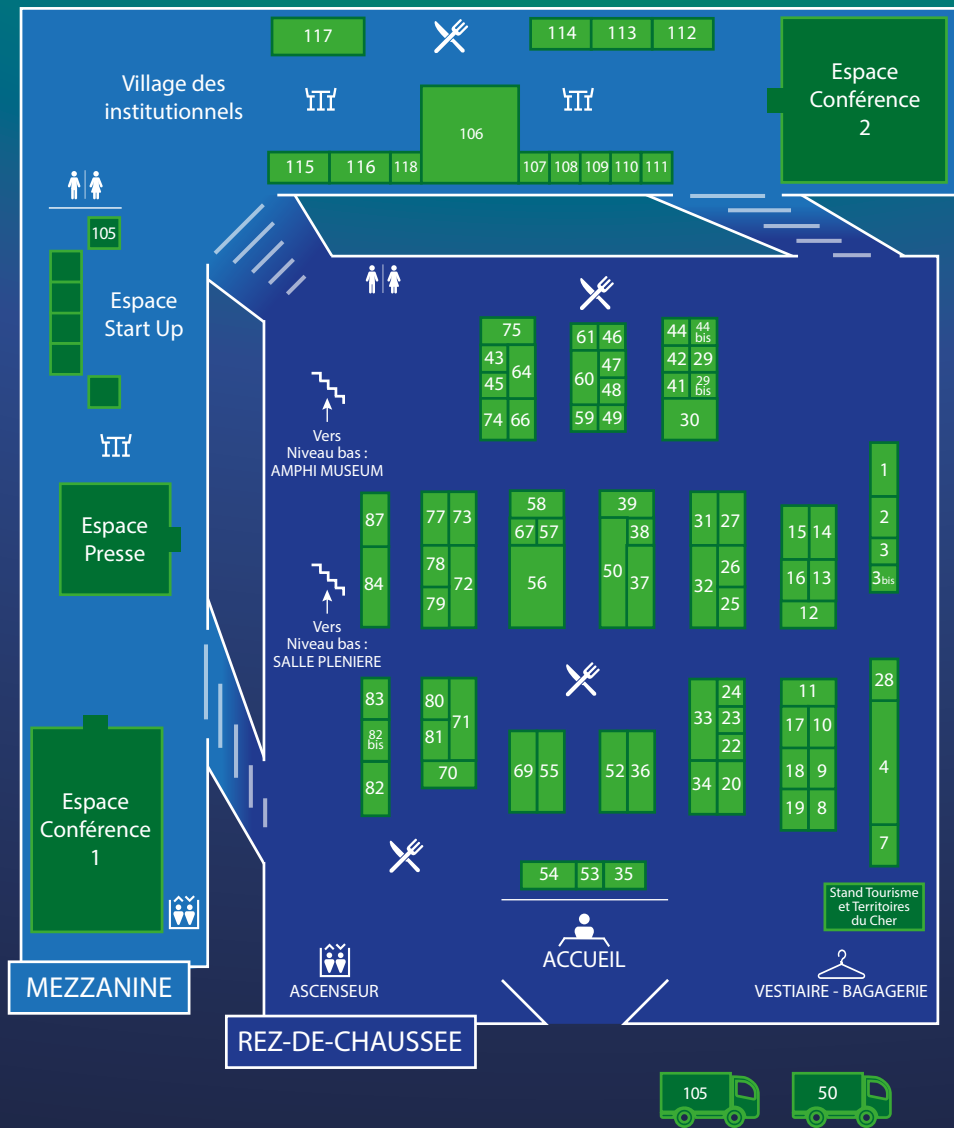 117
114 113 112
Village des
institutionnels
Espace
Conférence
2
106
115 116 118
107 108 109 110 111
105
Espace
Start Up
Espace
Presse
Espace
Conférence
1
MEZZANINE
75
43 64
45
74 66
61 46
60 47
48
59 49
44 44 bis
42 29
41 29 bis
30
Vers
Niveau bas :
AMPHI MUSEUM
1
2
3
3bis
87
84
77 73
78 72
79
58
67 57
56
39
38
50 37
31 27
32 26
25
15 14
16 13
12
Vers
Niveau bas :
SALLE PLENIERE
83
82 bis
82
80 71
81
70
69 55
52 36
33 24
23
22
34 20
11
17 10
18 9
19 8
28
4
7
54 53 35
Stand Tourisme
et Territoires
du Cher
ACCUEIL
ASCENSEUR
VESTIAIRE - BAGAGERIE
REZ-DE-CHAUSSEE
105
50